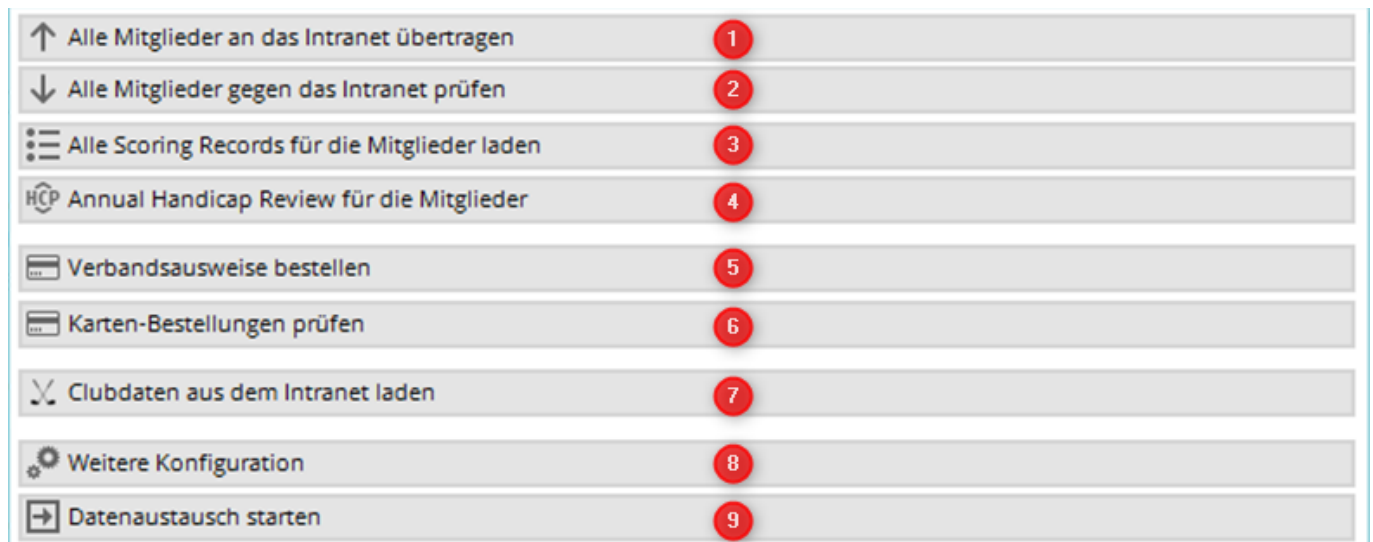 Alle Mitglieder an das Intranet übertragen 1
Alle Mitglieder gegen das Intranet prüfen 2
Alle Scoring Records für die Mitglieder laden 3
HCP Annual Handicap Review für die Mitglieder 4
Verbandsausweise bestellen 5
Karten-Bestellungen prüfen 6
Clubdaten aus dem Intranet laden 7
Weitere Konfiguration 8
Datenaustausch starten 9